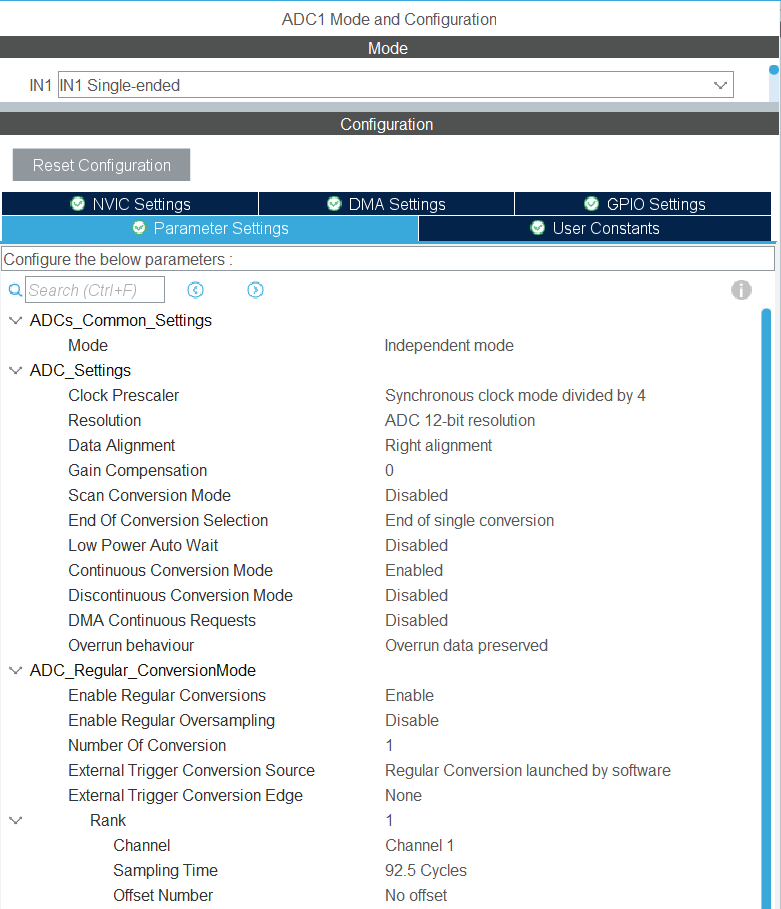 ADC1 Mode and Configuration
Mode
IN1 IN1 Single-ended
Configuration
Reset Configuration
NVIC Settings DMA Settings GPIO Settings
Parameter Settings User Constants
Configure the below parameters :
Search (Ctrl+F)
ADCs_Common_Settings
Mode Independent mode
ADC_Settings
Clock Prescaler Synchronous clock mode divided by 4
Resolution ADC 12-bit resolution
Data Alignment Right alignment
Gain Compensation 0
Scan Conversion Mode Disabled
End Of Conversion Selection End of single conversion
Low Power Auto Wait Disabled
Continuous Conversion Mode Enabled
Discontinuous Conversion Mode Disabled
DMA Continuous Requests Disabled
Overrun behaviour Overrun data preserved
ADC_Regular_ConversionMode
Enable Regular Conversions Enable
Enable Regular Oversampling Disable
Number Of Conversion 1
External Trigger Conversion Source Regular Conversion launched by software
External Trigger Conversion Edge None
Rank 1
Channel Channel 1
Sampling Time 92.5 Cycles
Offset Number No offset